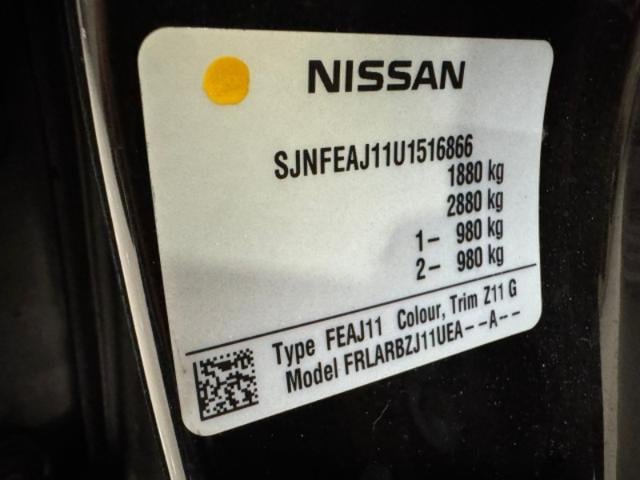 NISSAN
SJNFEAJ11U1516866
1880 kg
2880 kg
1- 980 kg
2- 980 kg
Type FEAJ11 Colour, Trim Z11 G
Model FRLARBZJ11UEA--A--